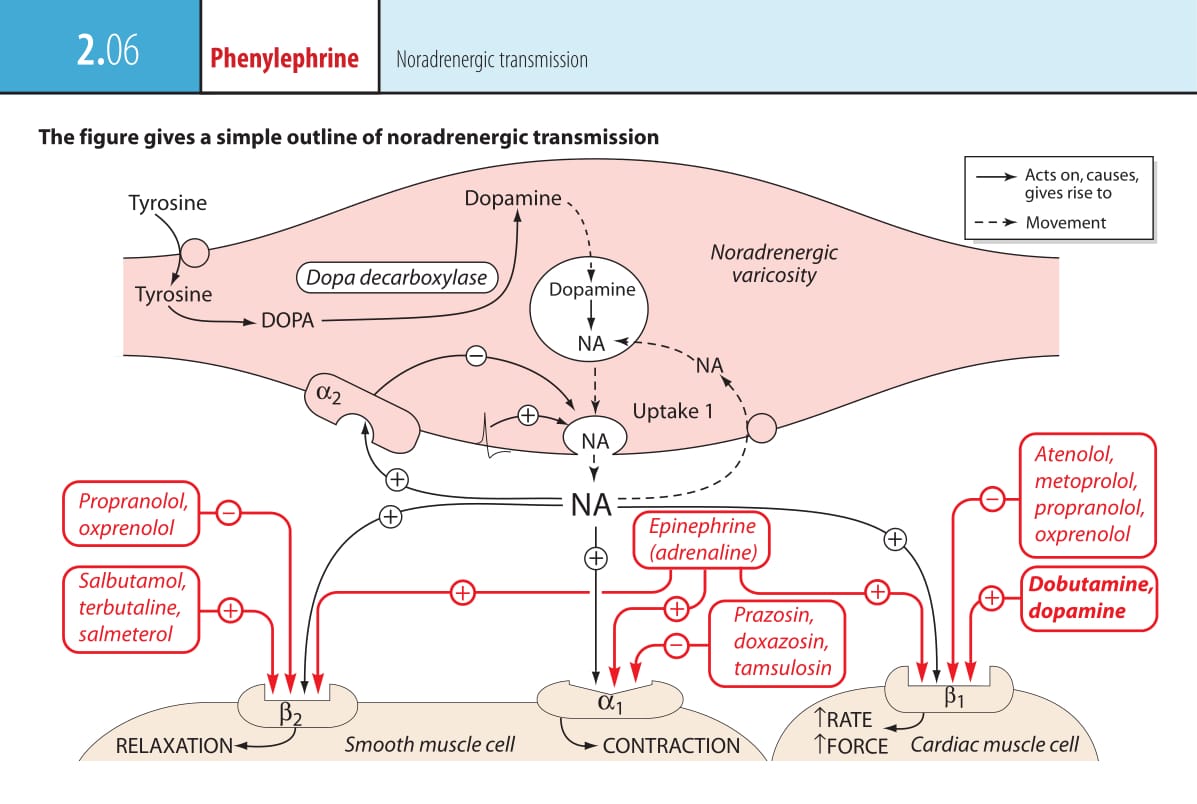 2.06
Phenylephrine
Noradrenergic transmission
The figure gives a simple outline of noradrenergic transmission
Acts on, causes,
gives rise to
Movement
Tyrosine
Tyrosine
DOPA
Dopa decarboxylase
Dopamine
Dopamine
NA
Noradrenergic
varicosity
NA
Uptake 1
α2
−
+
NA
+
NA
+
+
+
Propranolol,
oxprenolol
−
Salbutamol,
terbutaline,
salmeterol
+
Epinephrine
(adrenaline)
+
+
+
Prazosin,
doxazosin,
tamsulosin
−
Atenolol,
metoprolol,
propranolol,
oxprenolol
−
Dobutamine,
dopamine
+
β2
RELAXATION
Smooth muscle cell
α1
CONTRACTION
β1
↑RATE
↑FORCE
Cardiac muscle cell